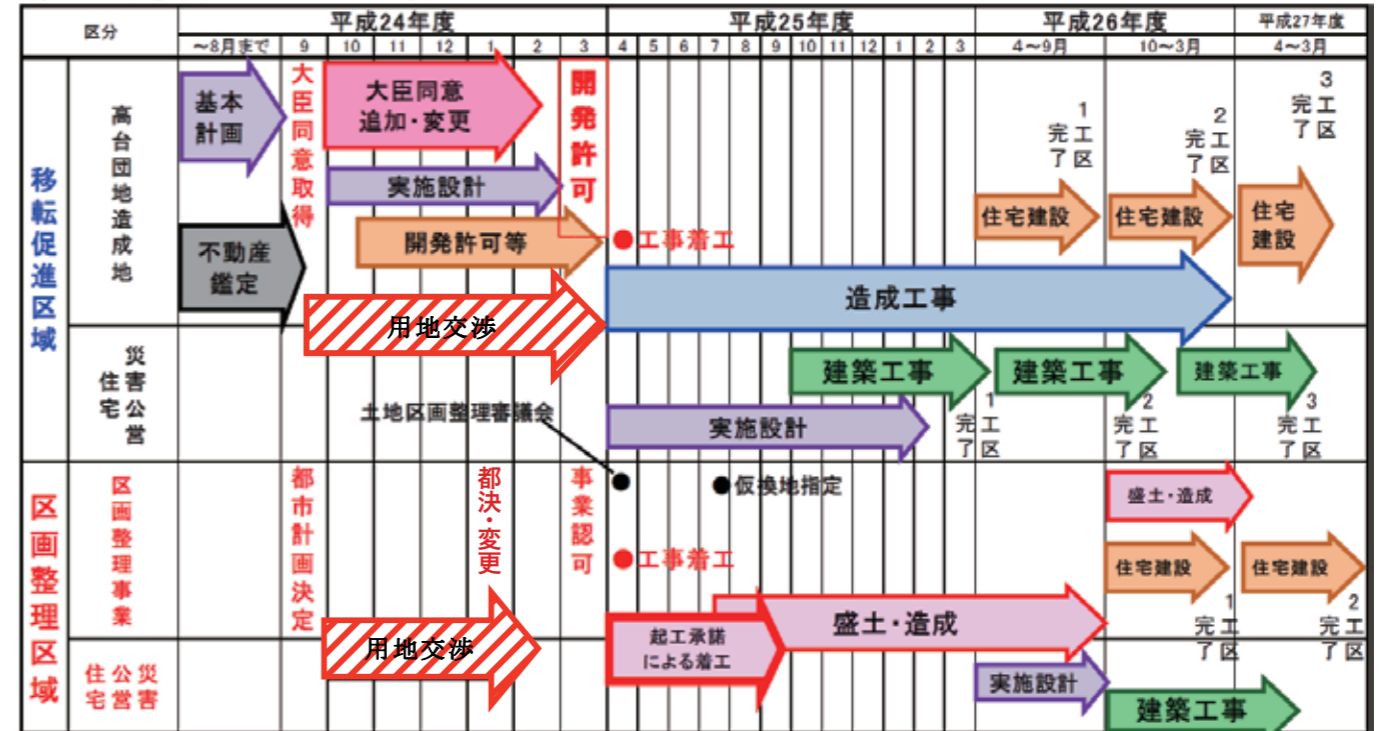 区分
平成24年度
平成25年度
平成26年度
平成27年度
～8月まで 9 10 11 12 1 2 3 4 5 6 7 8 9 10 11 12 1 2 3 4～9月 10～3月 4～3月
移転促進区域
高台団地造成地
基本
計画
大臣同意取得
大臣同意
追加・変更
開発許可
実施設計
不動産
鑑定
開発許可等
●工事着工
用地交渉
造成工事
住宅建設
1工区
完了
住宅建設
2工区
完了
住宅
建設
3工区
完了
災害公営
住宅
建築工事
建築工事
建築工事
土地区画整理審議会
実施設計
1工区
完了
2工区
完了
3工区
完了
区画整理区域
区画整理事業
都市計画決定
都決・変更
事業認可
●
●仮換地指定
●工事着工
盛土・造成
住宅建設
住宅建設
用地交渉
起工承諾
による着工
盛土・造成
1工区
完了
2工区
完了
災害
公営
住宅
実施設計
建築工事